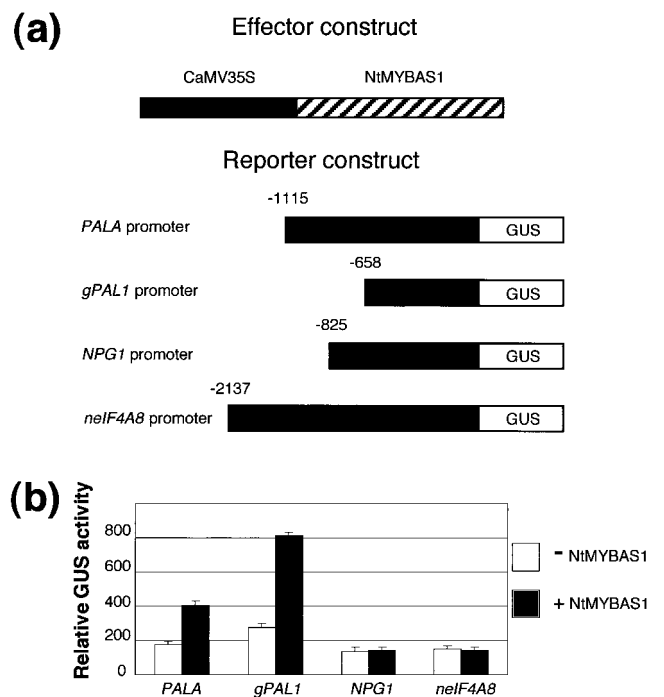 (a)
Effector construct
CaMV35S NtMYBAS1
Reporter construct
-1115
PALA promoter GUS
-658
gPAL1 promoter GUS
-825
NPG1 promoter GUS
-2137
neIF4A8 promoter GUS
(b)
Relative GUS activity
800
600
400
200
0
PALA gPAL1 NPG1 neIF4A8
- NtMYBAS1
+ NtMYBAS1